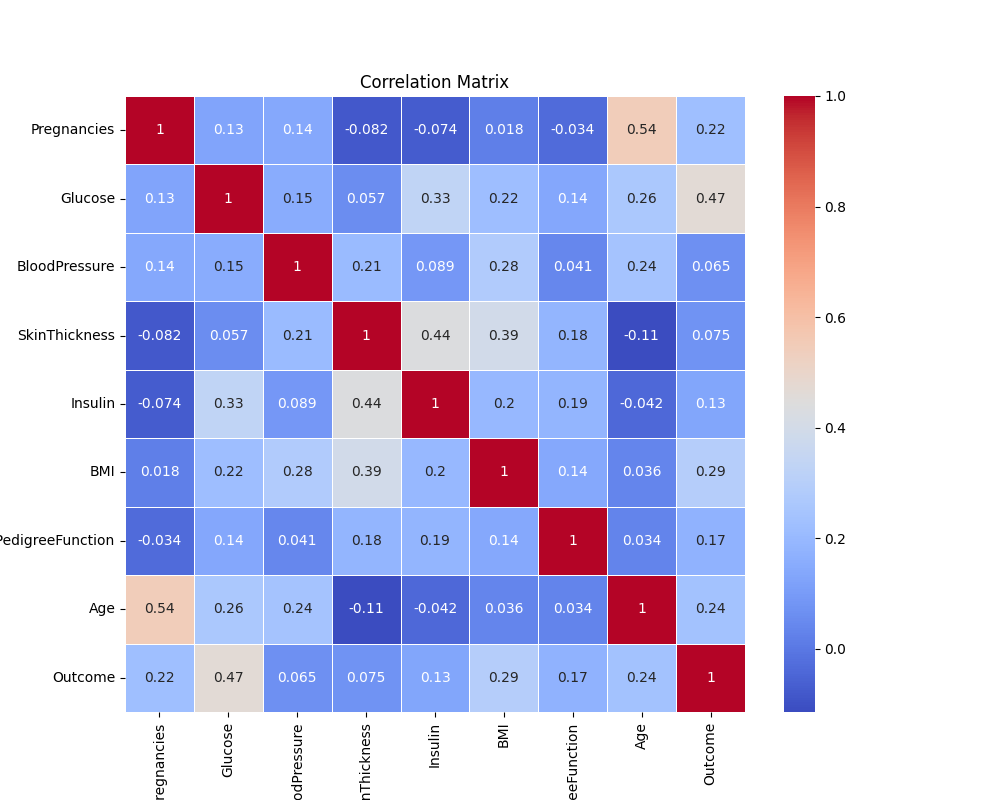 Correlation Matrix
Pregnancies 1 0.13 0.14 -0.082 -0.074 0.018 -0.034 0.54 0.22
Glucose 0.13 1 0.15 0.057 0.33 0.22 0.14 0.26 0.47
BloodPressure 0.14 0.15 1 0.21 0.089 0.28 0.041 0.24 0.065
SkinThickness -0.082 0.057 0.21 1 0.44 0.39 0.18 -0.11 0.075
Insulin -0.074 0.33 0.089 0.44 1 0.2 0.19 -0.042 0.13
BMI 0.018 0.22 0.28 0.39 0.2 1 0.14 0.036 0.29
PedigreeFunction -0.034 0.14 0.041 0.18 0.19 0.14 1 0.034 0.17
Age 0.54 0.26 0.24 -0.11 -0.042 0.036 0.034 1 0.24
Outcome 0.22 0.47 0.065 0.075 0.13 0.29 0.17 0.24 1
regnancies
Glucose
odPressure
nThickness
Insulin
BMI
eeFunction
Age
Outcome
1.0
0.8
0.6
0.4
0.2
0.0